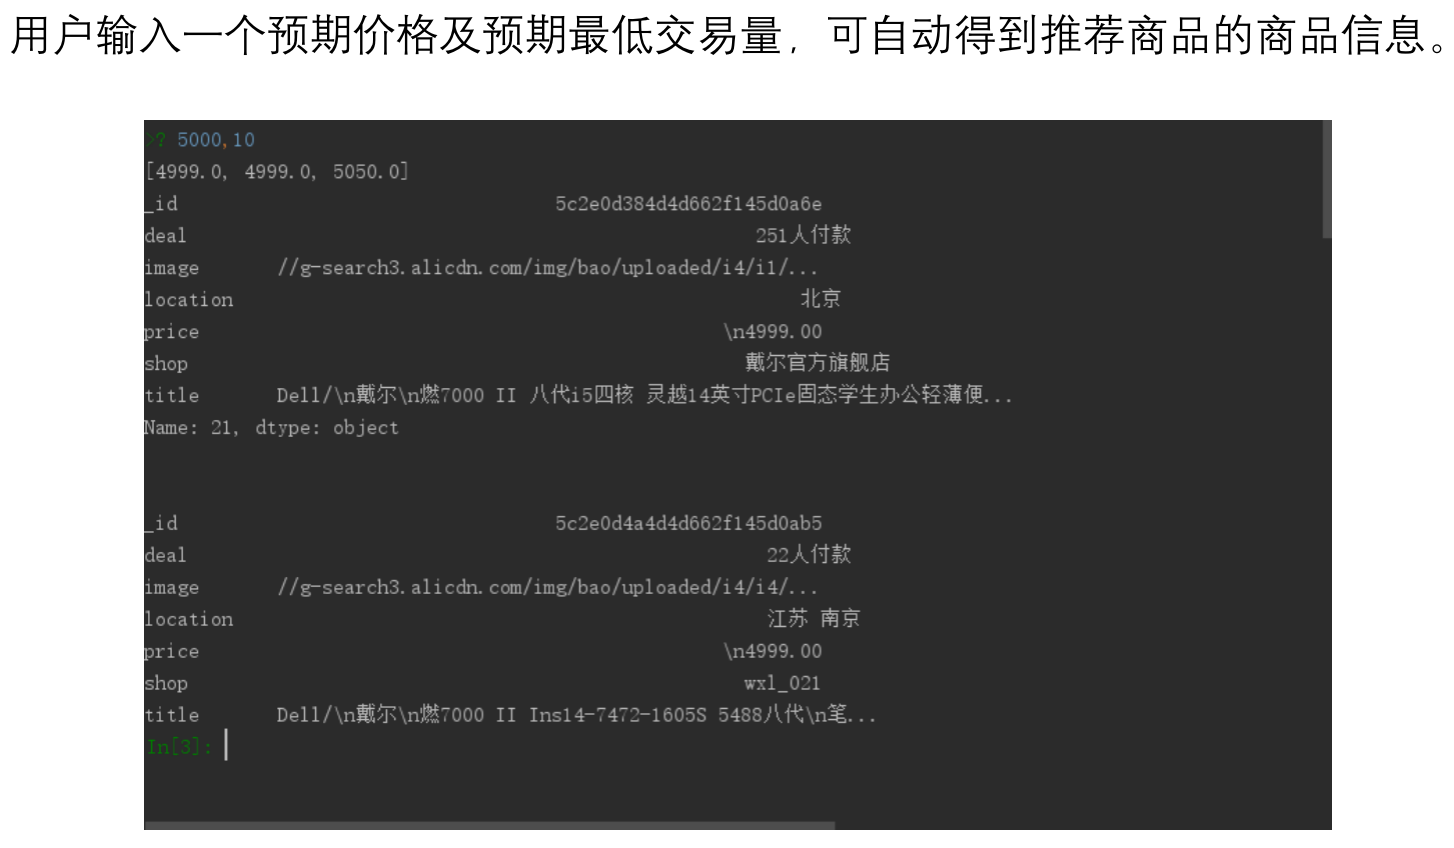 用户输入一个预期价格及预期最低交易量，可自动得到推荐商品的商品信息。
>? 5000,10
[4999.0, 4999.0, 5050.0]
_id 5c2e0d384d4d662f145d0a6e
deal 251人付款
image //g-search3.alicdn.com/img/bao/uploaded/i4/i1/...
location 北京
price \n4999.00
shop 戴尔官方旗舰店
title Dell/\n戴尔\n燃7000 II 八代i5四核 灵越14英寸PCIe固态学生办公轻薄便...
Name: 21, dtype: object
_id 5c2e0d4a4d4d662f145d0ab5
deal 22人付款
image //g-search3.alicdn.com/img/bao/uploaded/i4/i4/...
location 江苏 南京
price \n4999.00
shop wxl_021
title Dell/\n戴尔\n燃7000 II Ins14-7472-1605S 5488八代\n笔...
In[3]: